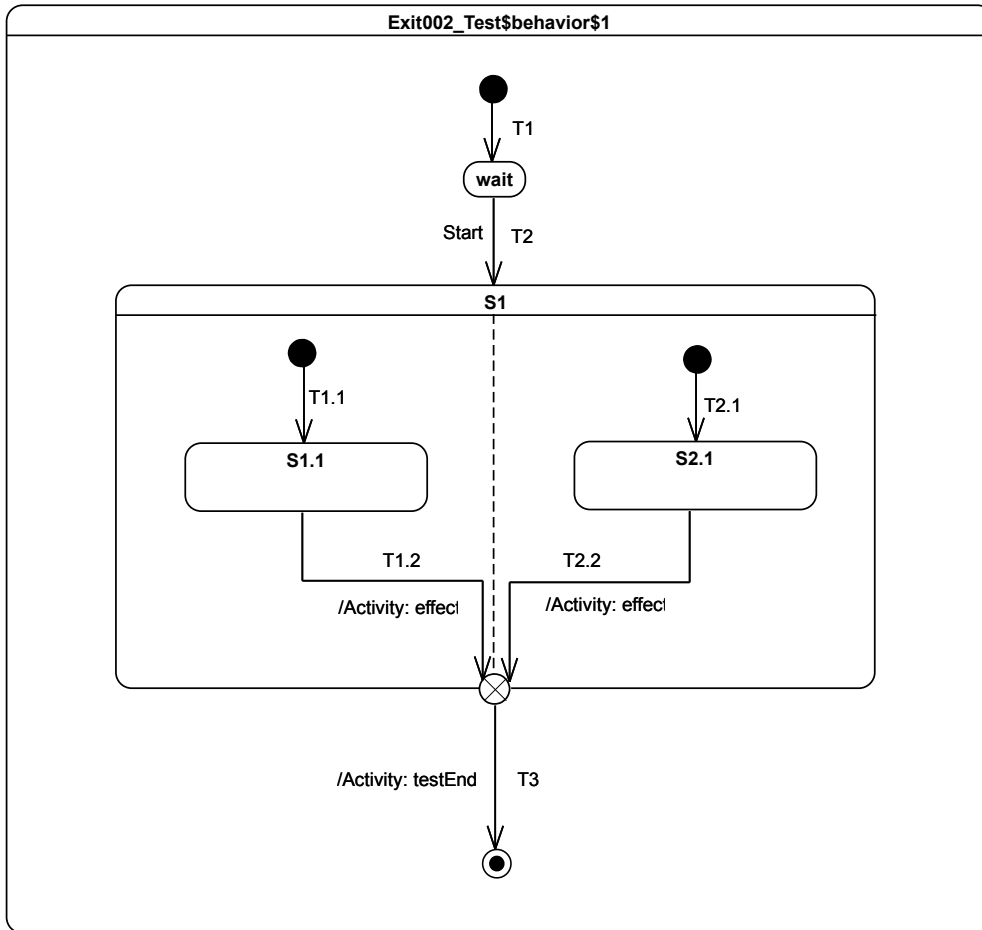 Exit002_Test$behavior$1
T1
wait
Start T2
S1
T1.1 T2.1
S1.1 S2.1
T1.2 T2.2
/Activity: effect /Activity: effect
/Activity: testEnd T3